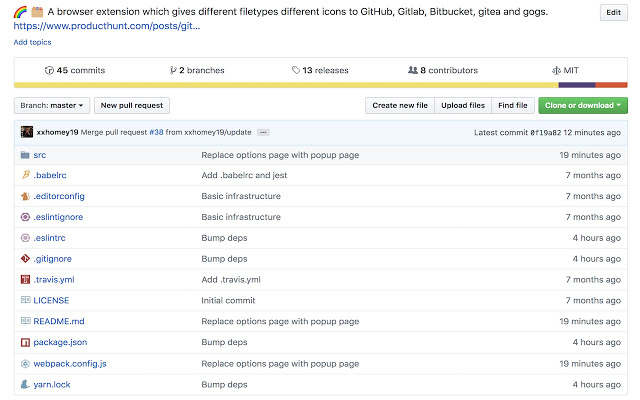 A browser extension which gives different filetypes different icons to GitHub, Gitlab, Bitbucket, gitea and gogs. Edit
https://www.producthunt.com/posts/git...
Add topics
45 commits 2 branches 13 releases 8 contributors MIT
Branch: master New pull request Create new file Upload files Find file Clone or download
xxhomey19 Merge pull request #38 from xxhomey19/update ... Latest commit 0f19a82 12 minutes ago
src Replace options page with popup page 19 minutes ago
.babelrc Add .babelrc and jest 7 months ago
.editorconfig Basic infrastructure 7 months ago
.eslintignore Basic infrastructure 7 months ago
.eslintrc Bump deps 4 hours ago
.gitignore Bump deps 4 hours ago
.travis.yml Add .travis.yml 7 months ago
LICENSE Initial commit 7 months ago
README.md Replace options page with popup page 19 minutes ago
package.json Bump deps 4 hours ago
webpack.config.js Replace options page with popup page 19 minutes ago
yarn.lock Bump deps 4 hours ago